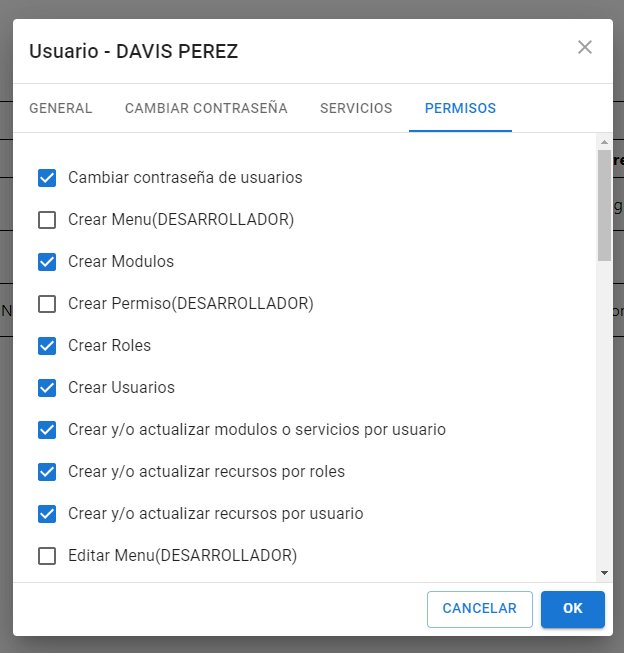 Usuario - DAVIS PEREZ
GENERAL CAMBIAR CONTRASEÑA SERVICIOS PERMISOS
Cambiar contraseña de usuarios
Crear Menu(DESARROLLADOR)
Crear Modulos
Crear Permiso(DESARROLLADOR)
Crear Roles
Crear Usuarios
Crear y/o actualizar modulos o servicios por usuario
Crear y/o actualizar recursos por roles
Crear y/o actualizar recursos por usuario
Editar Menu(DESARROLLADOR)
CANCELAR OK